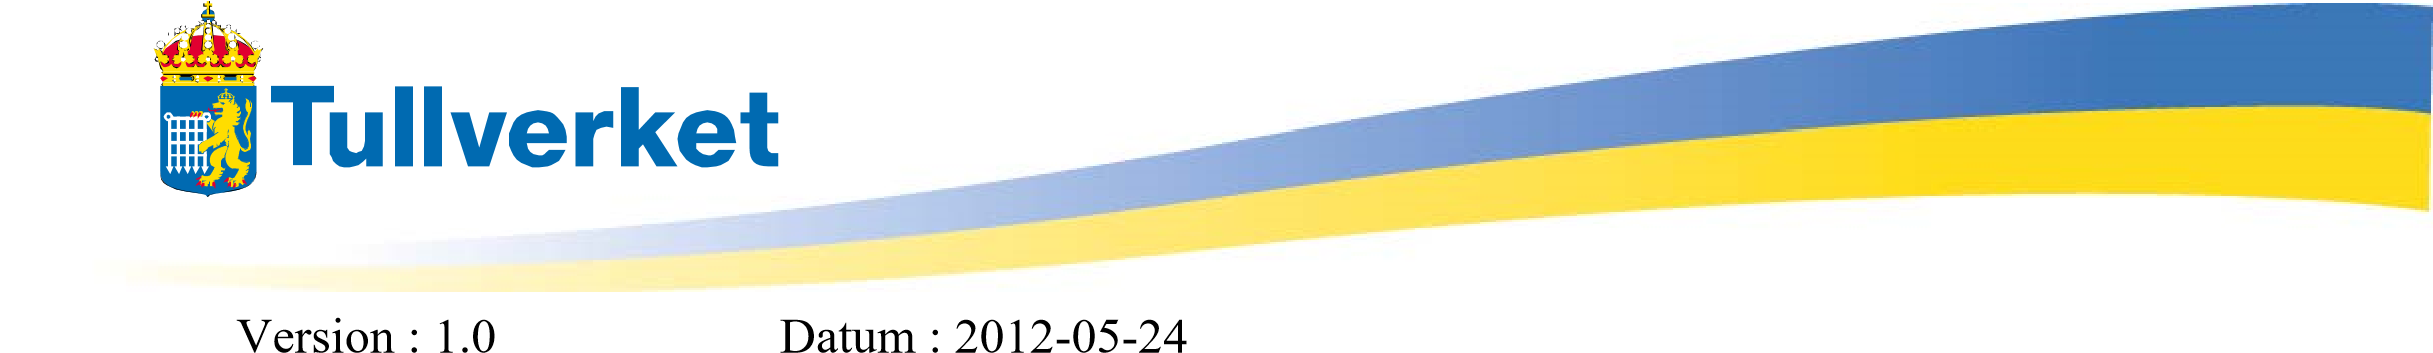 Tullverket
Version : 1.0 Datum : 2012-05-24